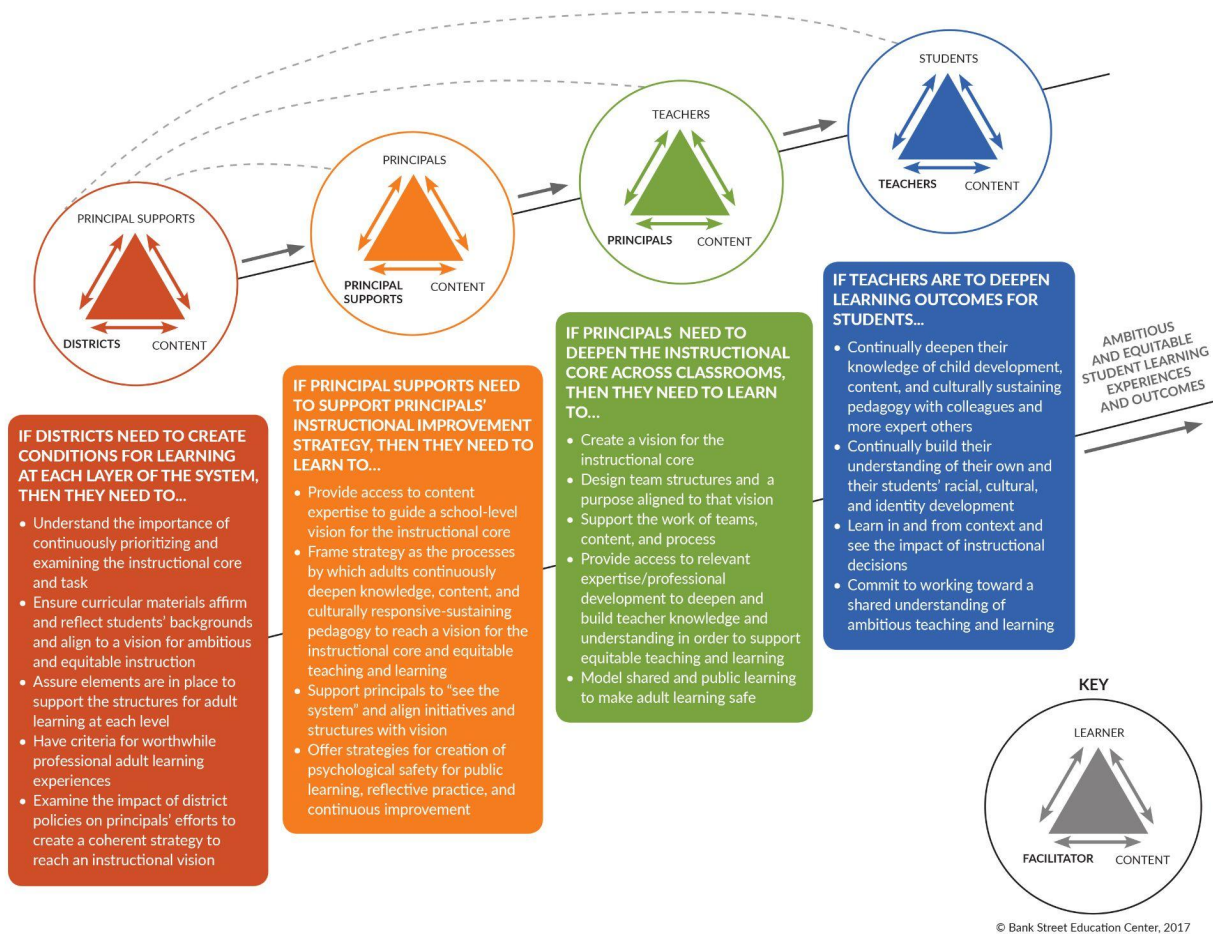 STUDENTS
TEACHERS
CONTENT
TEACHERS
PRINCIPALS
CONTENT
PRINCIPALS
PRINCIPAL
SUPPORTS
CONTENT
PRINCIPAL SUPPORTS
DISTRICTS
CONTENT
IF DISTRICTS NEED TO CREATE
CONDITIONS FOR LEARNING
AT EACH LAYER OF THE SYSTEM,
THEN THEY NEED TO...
• Understand the importance of
continuously prioritizing and
examining the instructional core
and task
• Ensure curricular materials affirm
and reflect students' backgrounds
and align to a vision for ambitious
and equitable instruction
• Assure elements are in place to
support the structures for adult
learning at each level
• Have criteria for worthwhile
professional adult learning
experiences
• Examine the impact of district
policies on principals' efforts to
create a coherent strategy to
reach an instructional vision
IF PRINCIPAL SUPPORTS NEED
TO SUPPORT PRINCIPALS'
INSTRUCTIONAL IMPROVEMENT
STRATEGY, THEN THEY NEED TO
LEARN TO...
• Provide access to content
expertise to guide a school-level
vision for the instructional core
• Frame strategy as the processes
by which adults continuously
deepen knowledge, content, and
culturally responsive-sustaining
pedagogy to reach a vision for the
instructional core and equitable
teaching and learning
• Support principals to "see the
system" and align initiatives and
structures with vision
• Offer strategies for creation of
psychological safety for public
learning, reflective practice, and
continuous improvement
IF PRINCIPALS NEED TO
DEEPEN THE INSTRUCTIONAL
CORE ACROSS CLASSROOMS,
THEN THEY NEED TO LEARN
TO...
• Create a vision for the
instructional core
• Design team structures and a
purpose aligned to that vision
• Support the work of teams,
content, and process
• Provide access to relevant
expertise/professional
development to deepen and
build teacher knowledge and
understanding in order to support
equitable teaching and learning
• Model shared and public learning
to make adult learning safe
IF TEACHERS ARE TO DEEPEN
LEARNING OUTCOMES FOR
STUDENTS...
• Continually deepen their
knowledge of child development,
content, and culturally sustaining
pedagogy with colleagues and
more expert others
• Continually build their
understanding of their own and
their students' racial, cultural,
and identity development
• Learn in and from context and
see the impact of instructional
decisions
• Commit to working toward a
shared understanding of
ambitious teaching and learning
AMBITIOUS
AND EQUITABLE
STUDENT LEARNING
EXPERIENCES
AND OUTCOMES
KEY
LEARNER
FACILITATOR
CONTENT
© Bank Street Education Center, 2017